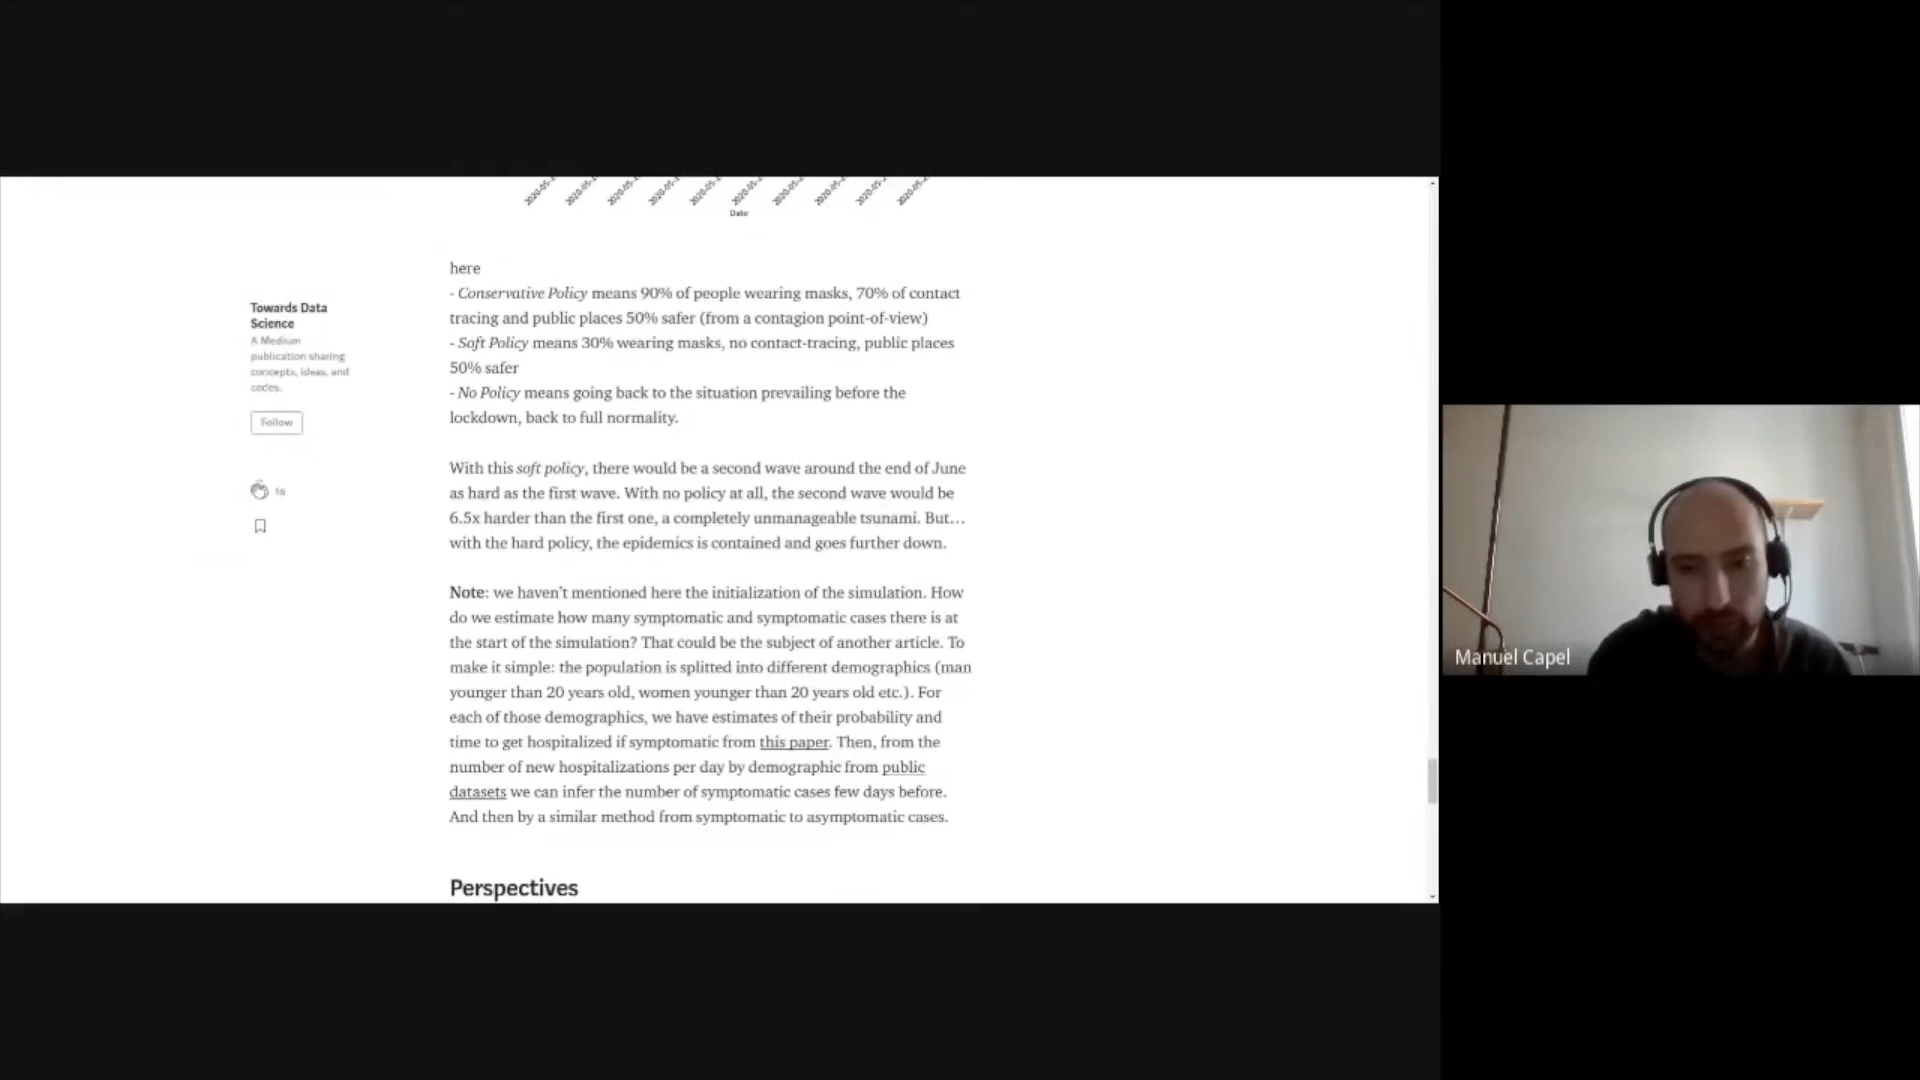 Date
here
- Conservative Policy means 90% of people wearing masks, 70% of contact
tracing and public places 50% safer (from a contagion point-of-view)
- Soft Policy means 30% wearing masks, no contact-tracing, public places
50% safer
- No Policy means going back to the situation prevailing before the
lockdown, back to full normality.
With this soft policy, there would be a second wave around the end of June
as hard as the first wave. With no policy at all, the second wave would be
6.5x harder than the first one, a completely unmanageable tsunami. But…
with the hard policy, the epidemics is contained and goes further down.
Note: we haven't mentioned here the initialization of the simulation. How
do we estimate how many symptomatic and symptomatic cases there is at
the start of the simulation? That could be the subject of another article. To
make it simple: the population is splitted into different demographics (man
younger than 20 years old, women younger than 20 years old etc.). For
each of those demographics, we have estimates of their probability and
time to get hospitalized if symptomatic from this paper. Then, from the
number of new hospitalizations per day by demographic from public
datasets we can infer the number of symptomatic cases few days before.
And then by a similar method from symptomatic to asymptomatic cases.
Perspectives
Towards Data
Science
A Medium
publication sharing
concepts, ideas, and
codes.
Follow
16
Manuel Capel